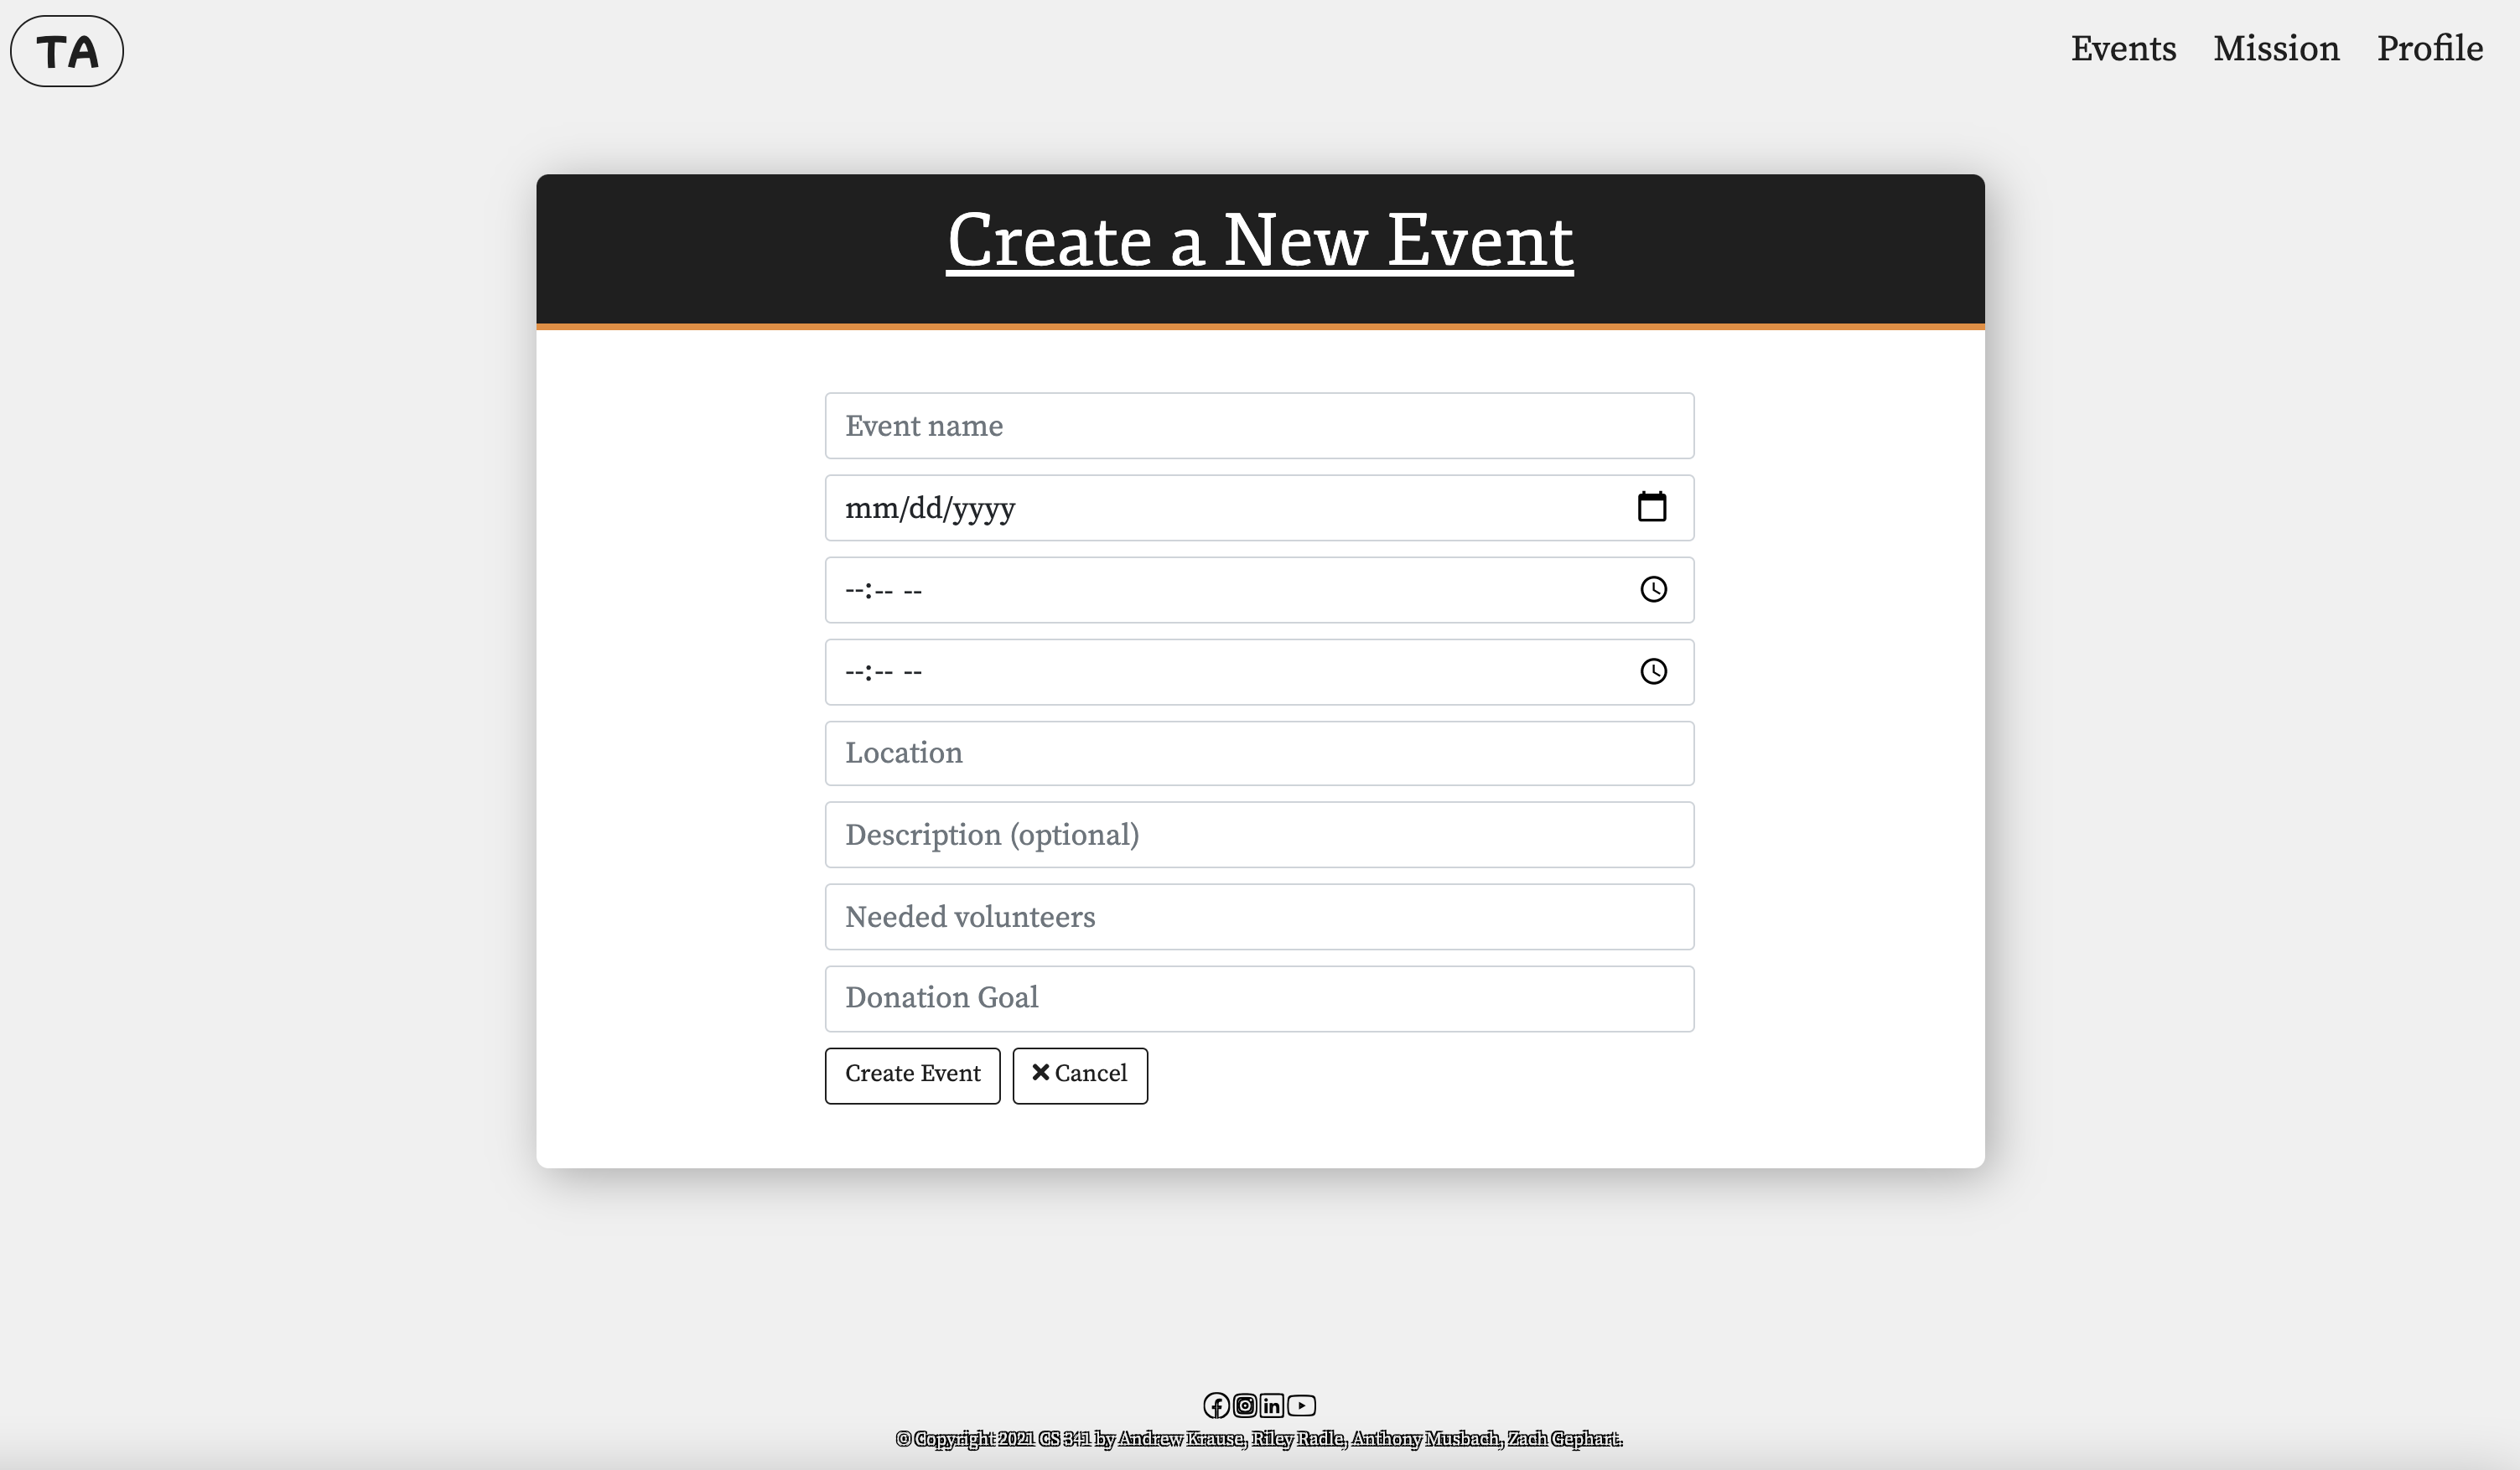 TA
Events Mission Profile
Create a New Event
Event name
mm/dd/yyyy
--:-- --
--:-- --
Location
Description (optional)
Needed volunteers
Donation Goal
Create Event Cancel
© Copyright 2021 CS 341 by Andrew Krause, Riley Radle, Anthony Musbach, Zach Gephart.